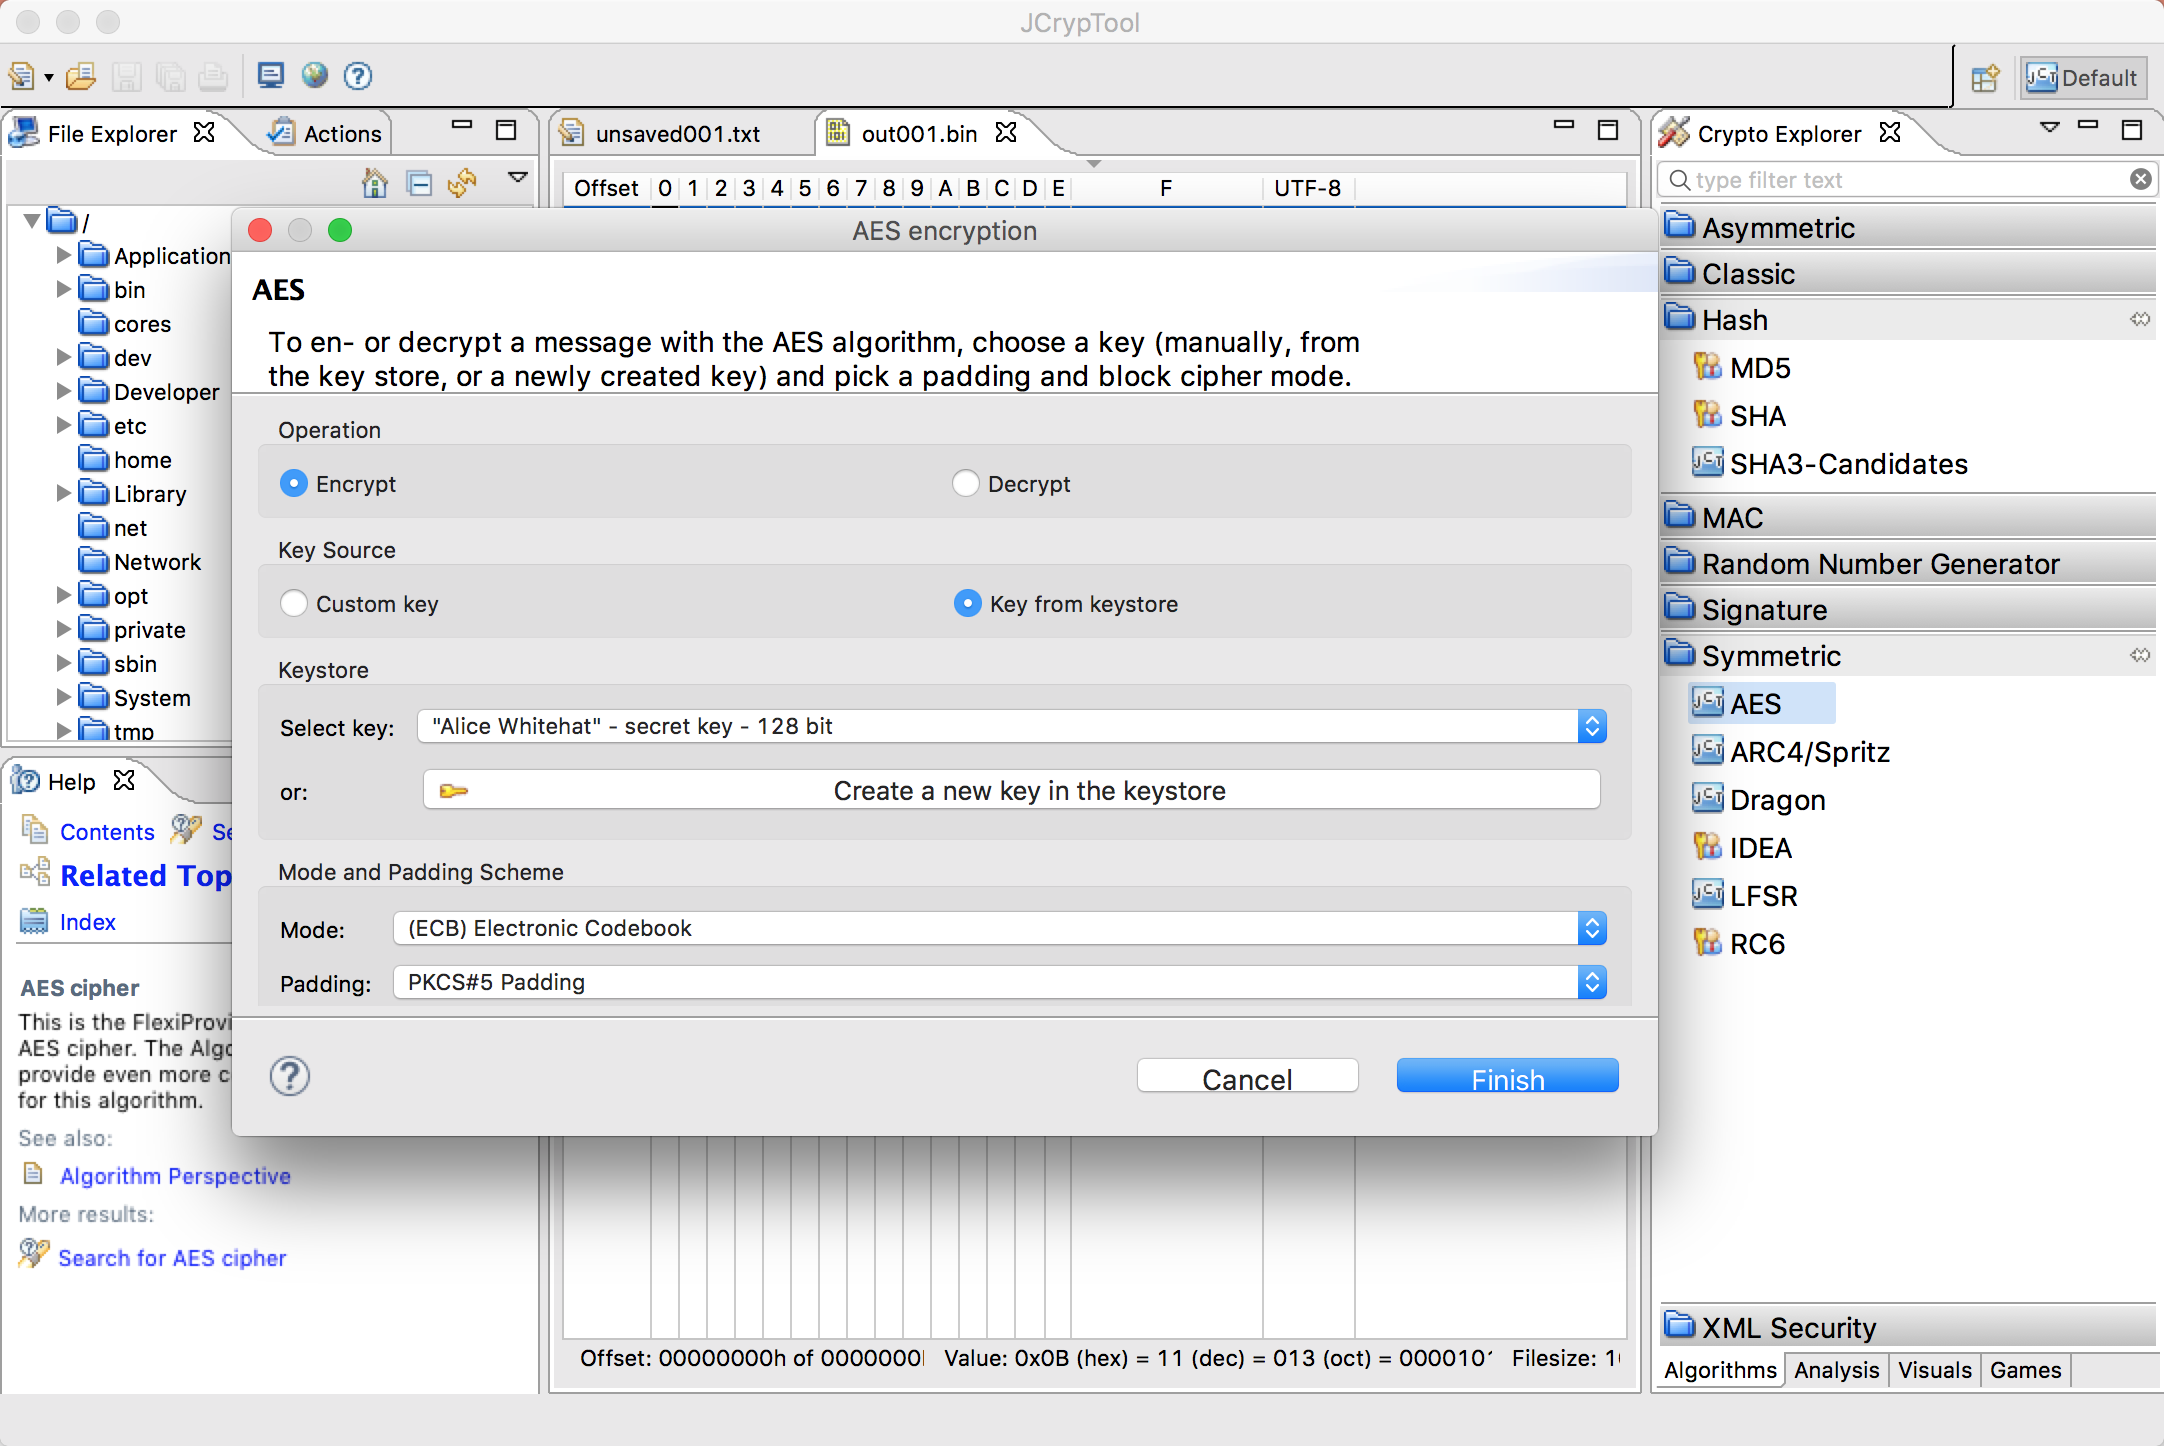 JCrypTool
Default
File Explorer
Actions
unsaved001.txt
out001.bin
Crypto Explorer
type filter text
Offset 0 1 2 3 4 5 6 7 8 9 A B C D E F UTF-8
/
Application
bin
cores
dev
Developer
etc
home
Library
net
Network
opt
private
sbin
System
tmp
AES encryption
AES
To en- or decrypt a message with the AES algorithm, choose a key (manually, from
the key store, or a newly created key) and pick a padding and block cipher mode.
Operation
Encrypt
Decrypt
Key Source
Custom key
Key from keystore
Keystore
Select key:
"Alice Whitehat" - secret key - 128 bit
or:
Create a new key in the keystore
Mode and Padding Scheme
Mode:
(ECB) Electronic Codebook
Padding:
PKCS#5 Padding
Cancel
Finish
Asymmetric
Classic
Hash
MD5
SHA
SHA3-Candidates
MAC
Random Number Generator
Signature
Symmetric
AES
ARC4/Spritz
Dragon
IDEA
LFSR
RC6
XML Security
Algorithms
Analysis
Visuals
Games
Help
Contents
Related Top
Index
AES cipher
This is the FlexiProvi
AES cipher. The Algo
provide even more c
for this algorithm.
See also:
Algorithm Perspective
More results:
Search for AES cipher
Offset: 00000000h of 0000000
Value: 0x0B (hex) = 11 (dec) = 013 (oct) = 0000101
Filesize: 1